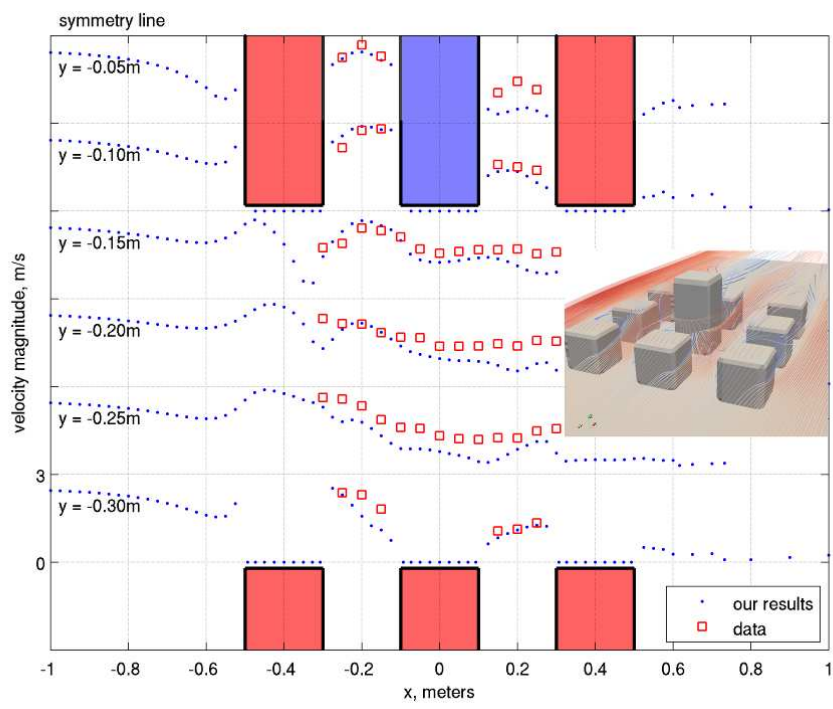 symmetry line
y = -0.05m
y = -0.10m
y = -0.15m
y = -0.20m
y = -0.25m
y = -0.30m
velocity magnitude, m/s
3
0
our results
data
-1 -0.8 -0.6 -0.4 -0.2 0 0.2 0.4 0.6 0.8 1
x, meters